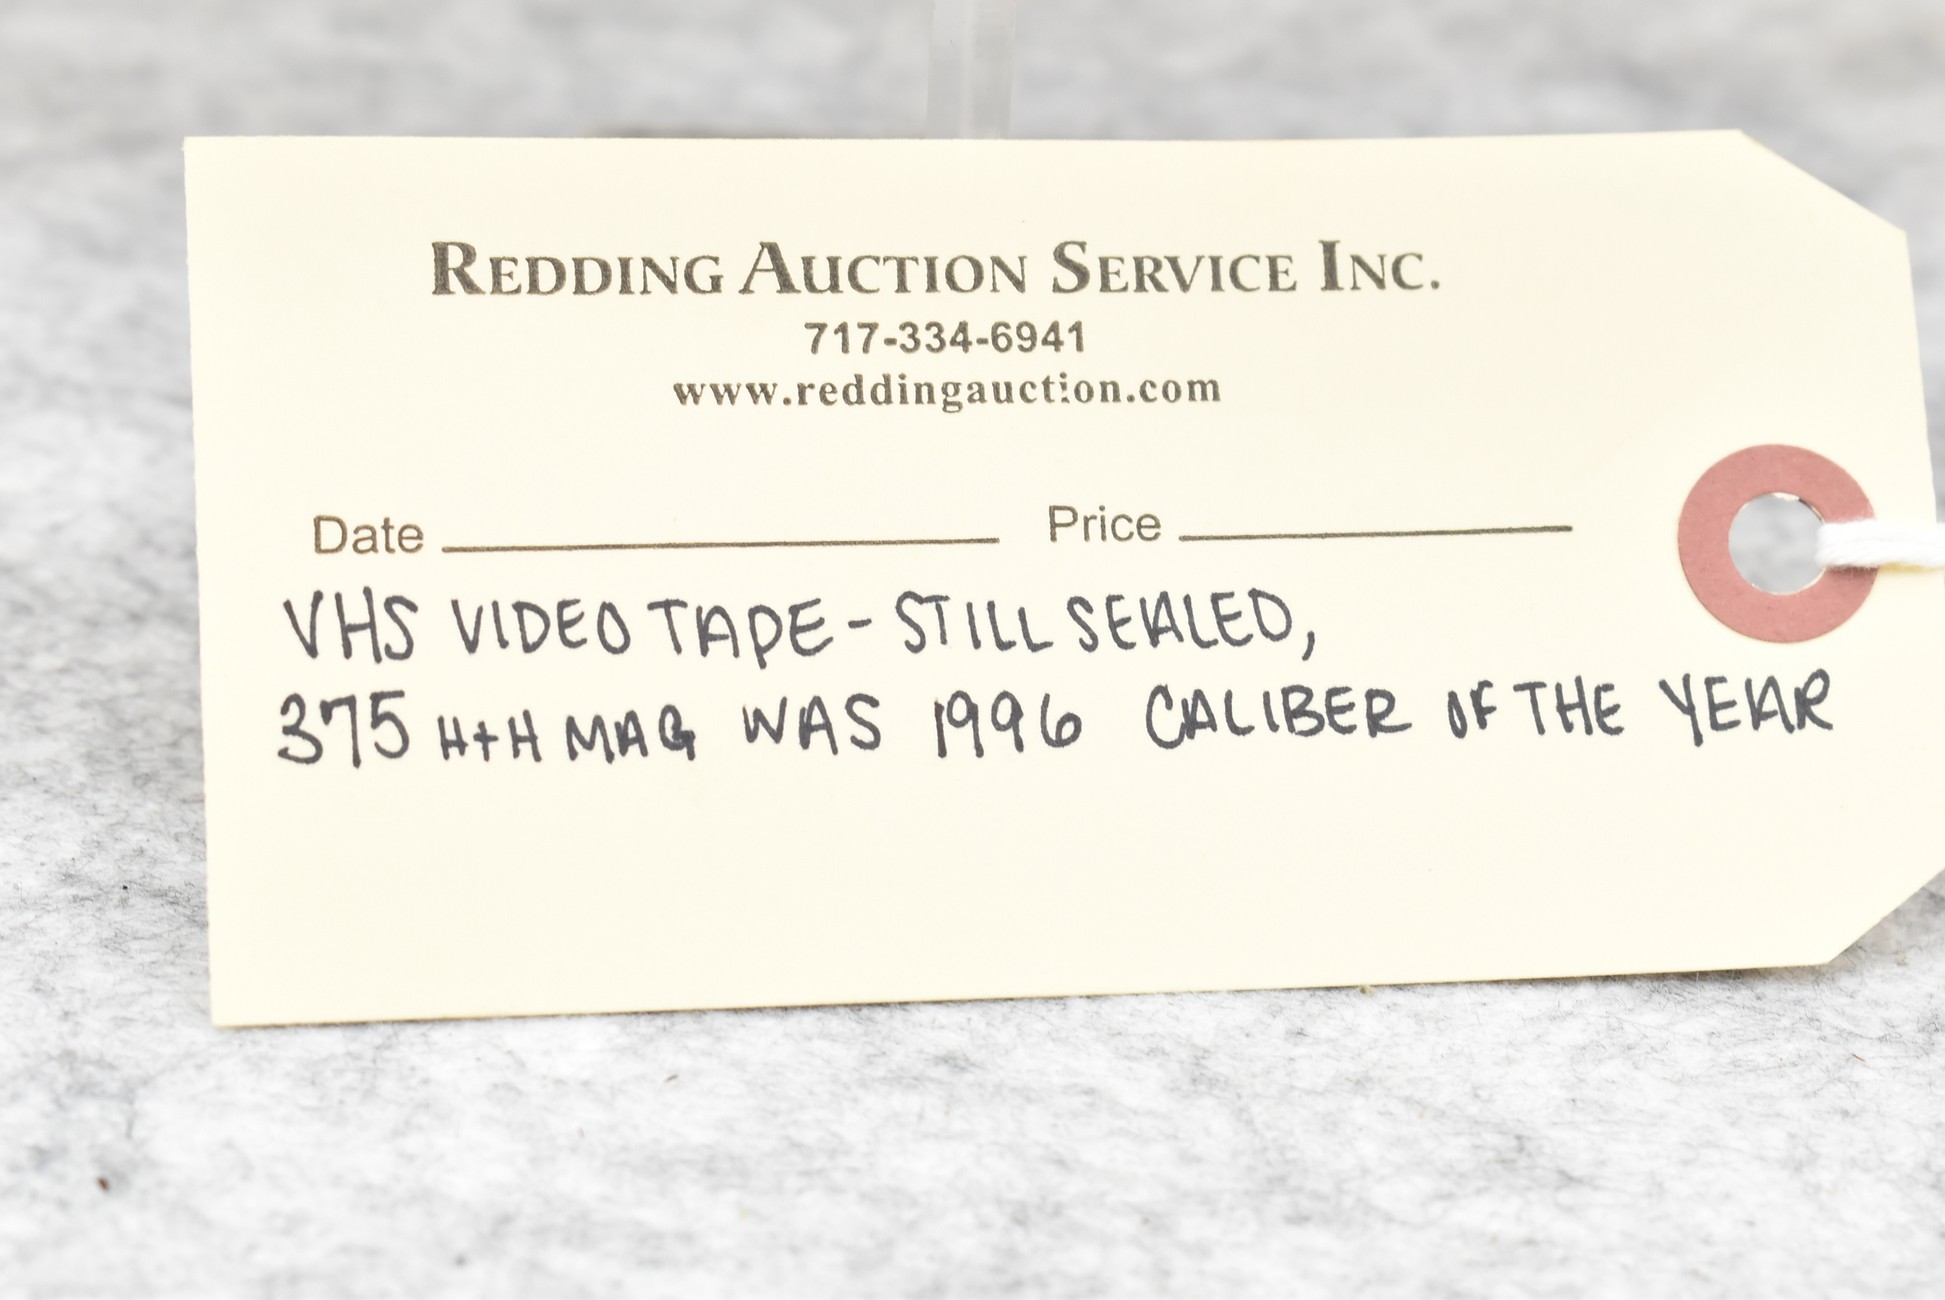 REDDING AUCTION SERVICE INC.
717-334-6941
www.reddingauction.com
Date Price
VHS VIDEO TAPE - STILL SEALED,
375 H+H MAG WAS 1996 CALIBER OF THE YEAR